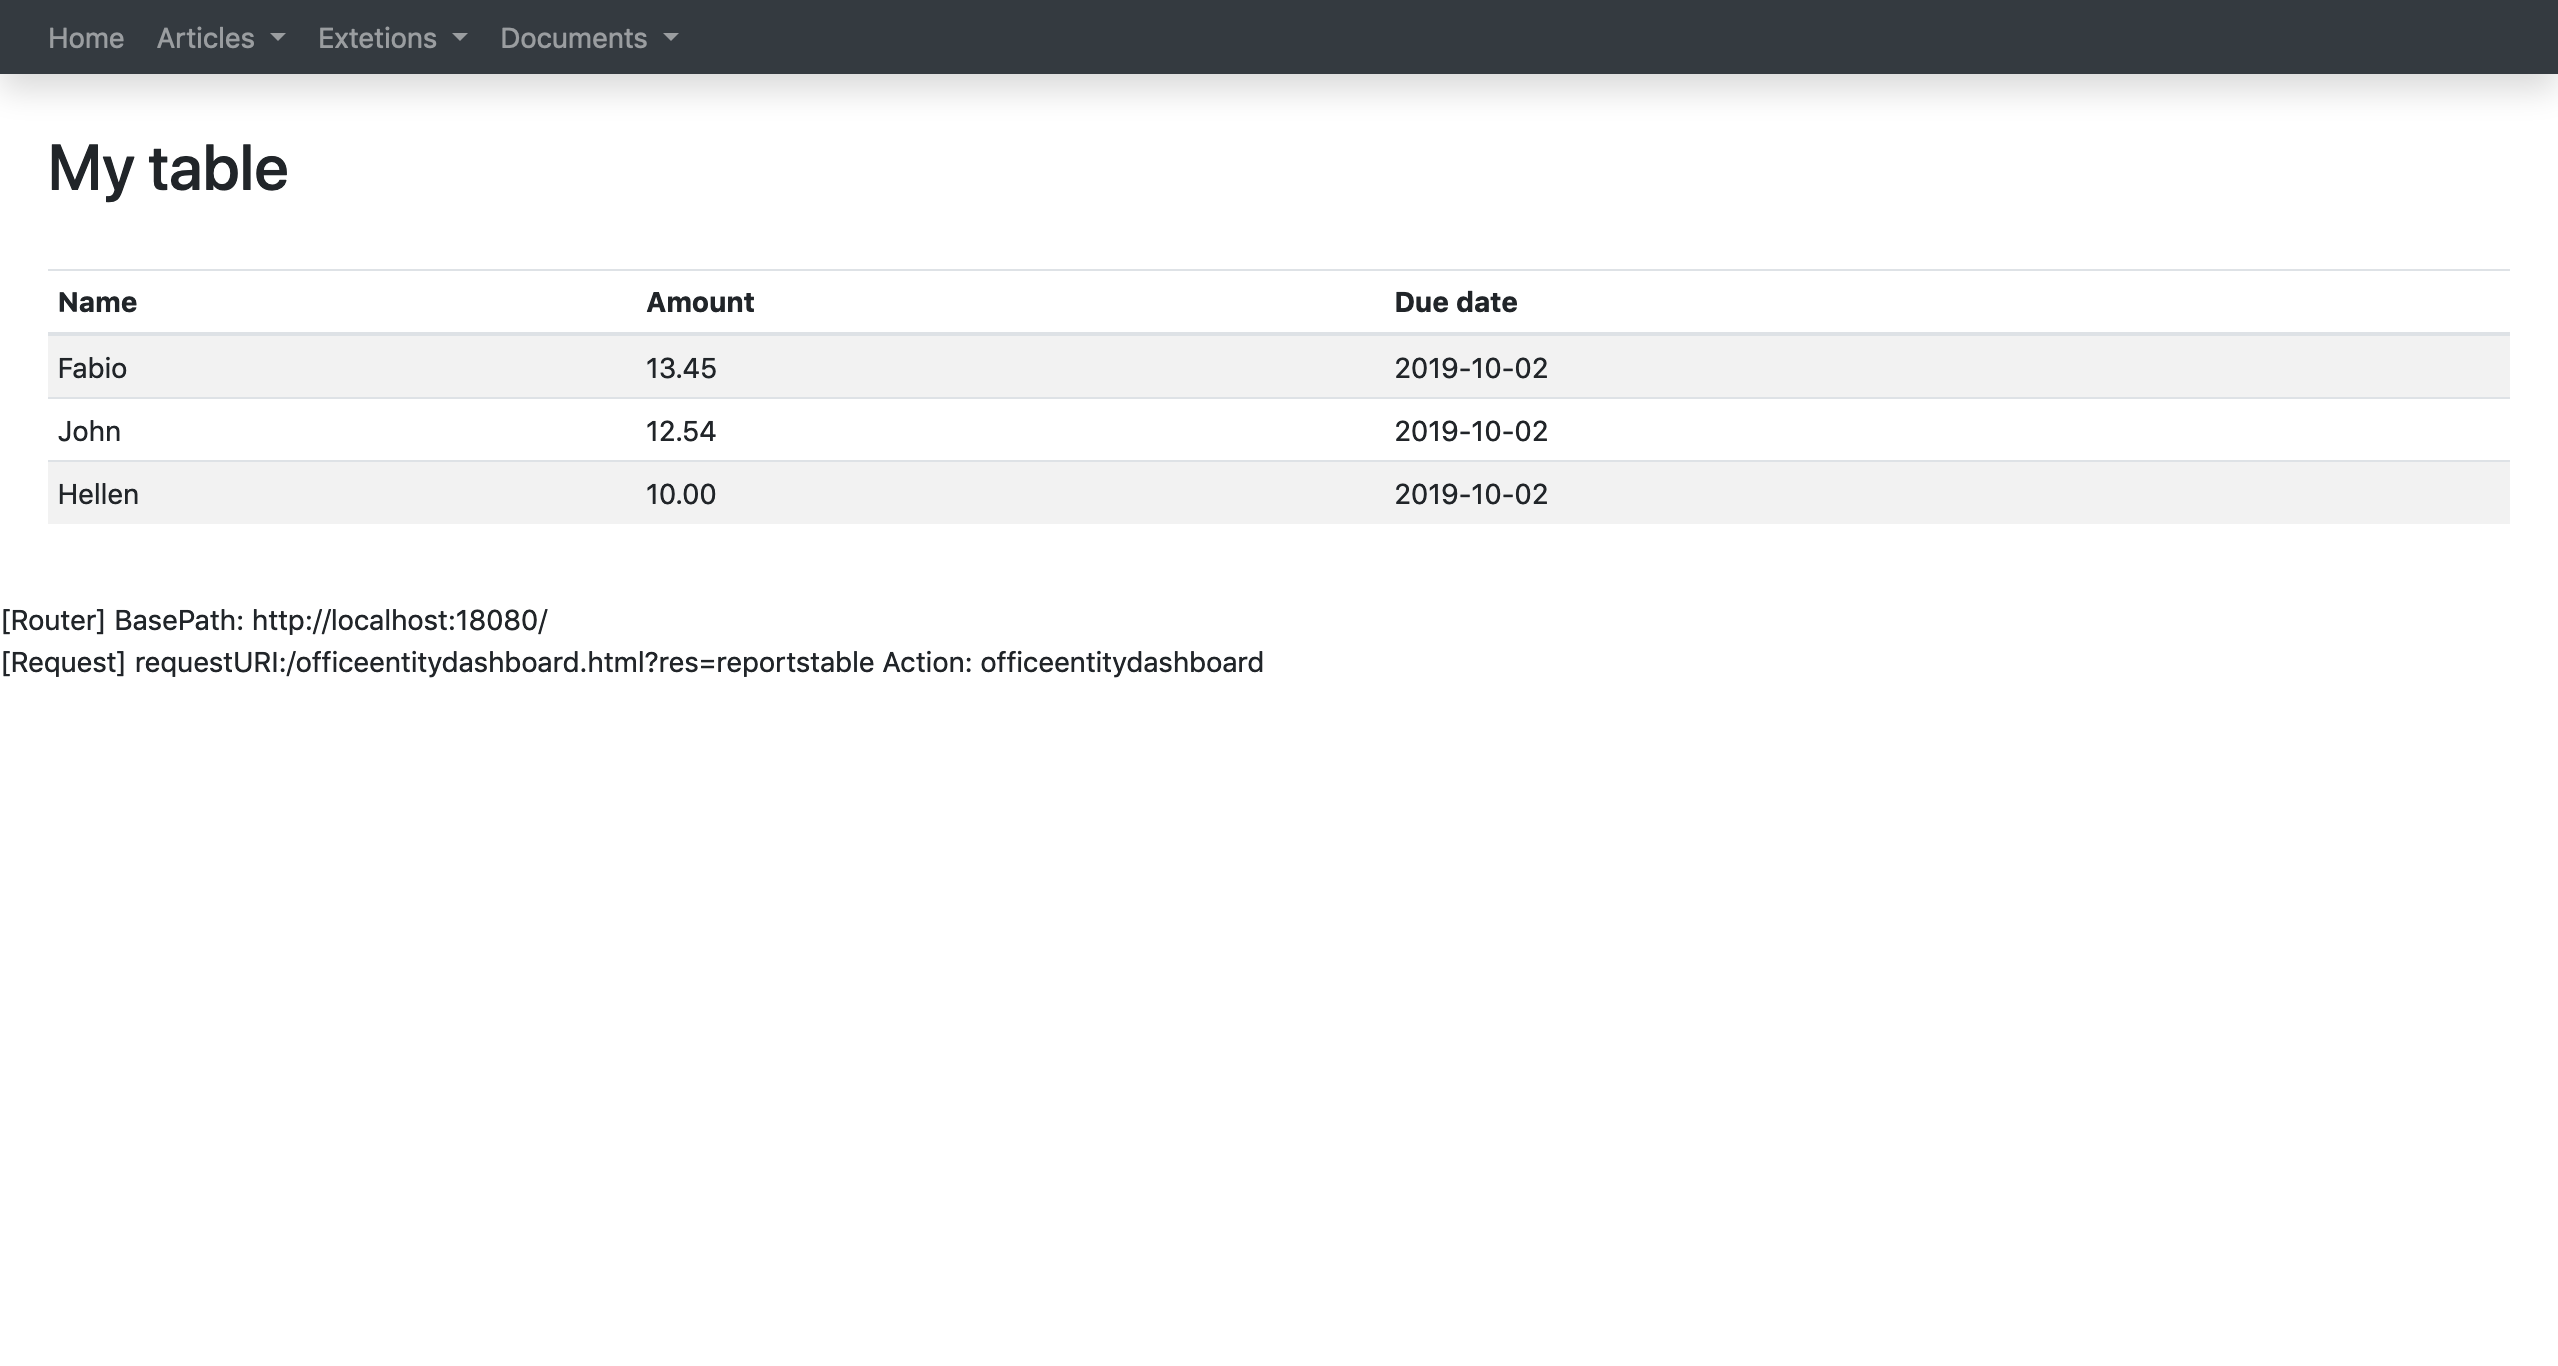 Home Articles Extetions Documents
My table
Name Amount Due date
Fabio 13.45 2019-10-02
John 12.54 2019-10-02
Hellen 10.00 2019-10-02
[Router] BasePath: http://localhost:18080/
[Request] requestURI:/officeentitydashboard.html?res=reportstable Action: officeentitydashboard